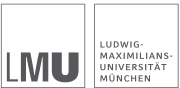 LMU
LUDWIG-
MAXIMILIANS-
UNIVERSITÄT
MÜNCHEN